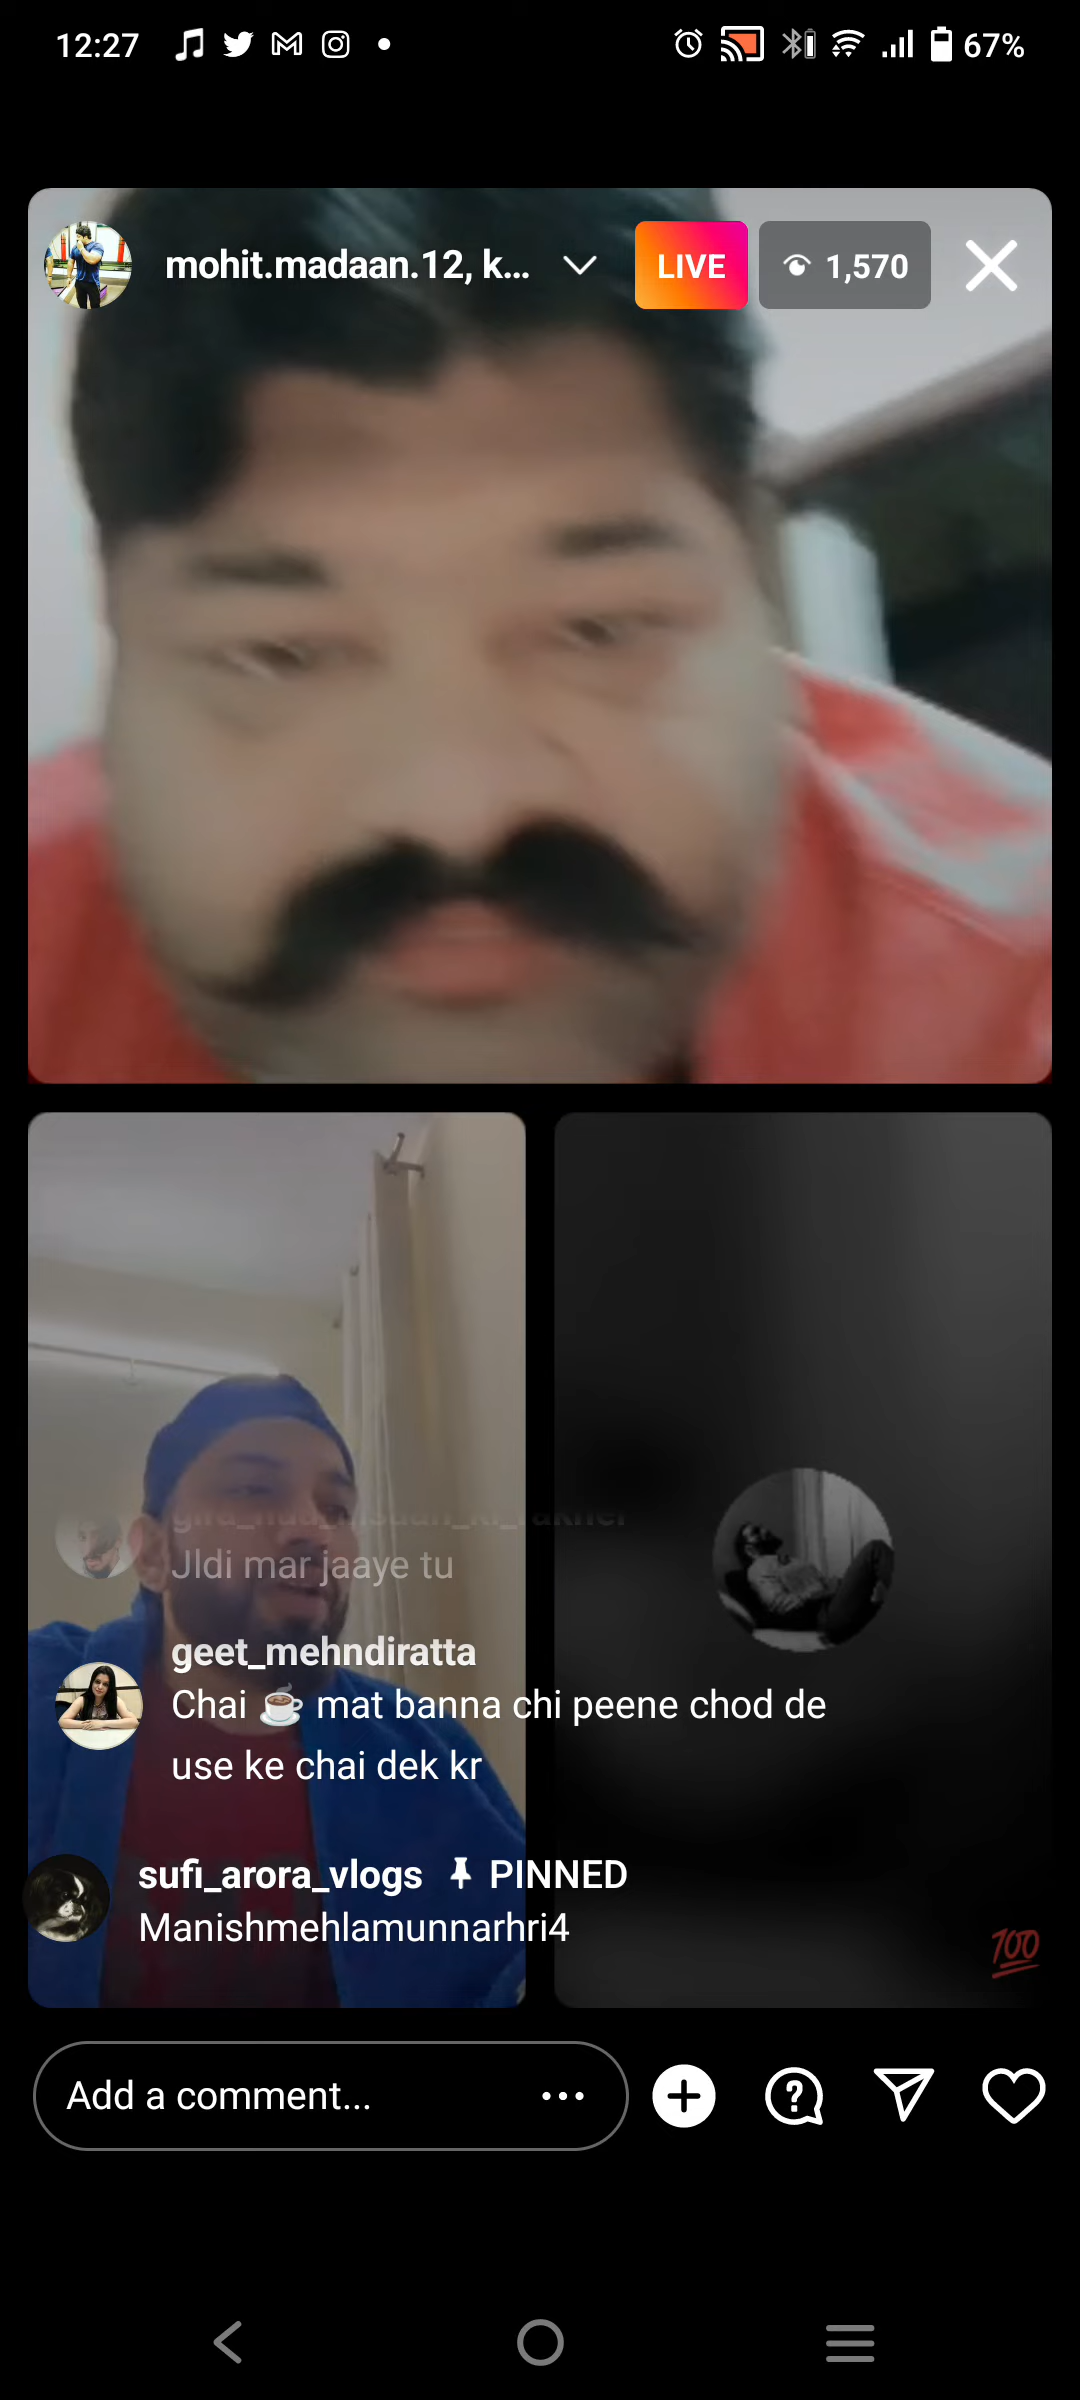 12:27
67%
mohit.madaan.12, k...
LIVE
1,570
Jldi mar jaaye tu
geet_mehndiratta
Chai ☕ mat banna chi peene chod de
use ke chai dek kr
sufi_arora_vlogs 📌 PINNED
Manishmehlamunnarhri4
💯
Add a comment...